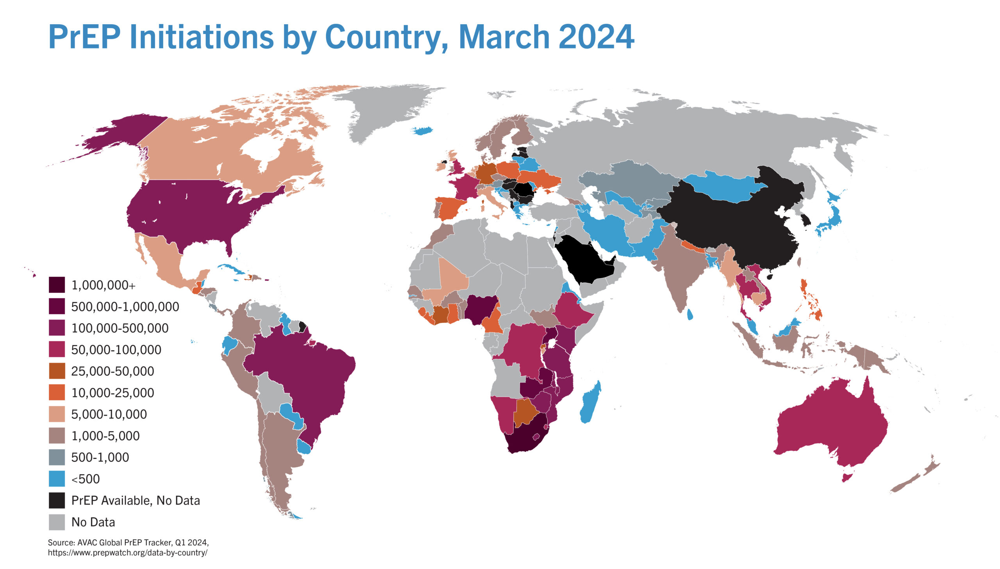 PrEP Initiations by Country, March 2024
1,000,000+
500,000-1,000,000
100,000-500,000
50,000-100,000
25,000-50,000
10,000-25,000
5,000-10,000
1,000-5,000
500-1,000
<500
PrEP Available, No Data
No Data
Source: AVAC Global PrEP Tracker, Q1 2024,
https://www.prepwatch.org/data-by-country/